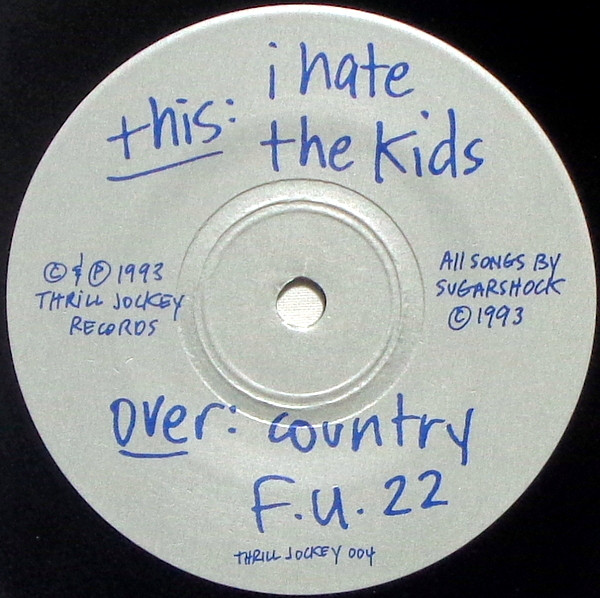 this: i hate
the kids
© & ℗ 1993
THRILL JOCKEY
RECORDS
All SONGS BY
SUGARSHOCK
© 1993
over: country
F.U. 22
THRILL JOCKEY 004